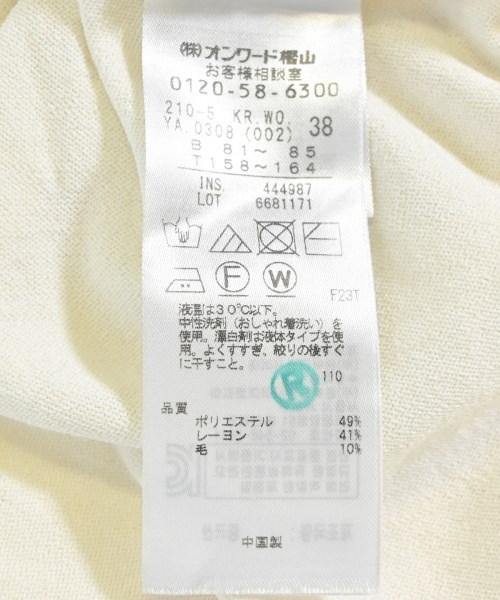 (株)オンワード樫山
お客様相談室
0120-58-6300
210-5 KR.WO.
YA.0308 (002) 38
B 81～ 85
T158～164
INS. 444987
LOT 6681171
F W
F23T
液温は30℃以下。
中性洗剤(おしゃれ着洗い)を
使用。漂白剤は液体タイプを使
用。よくすすぎ、絞りの後すぐ
に干すこと。
R 110
品質
ポリエステル 49%
レーヨン 41%
毛 10%
中国製